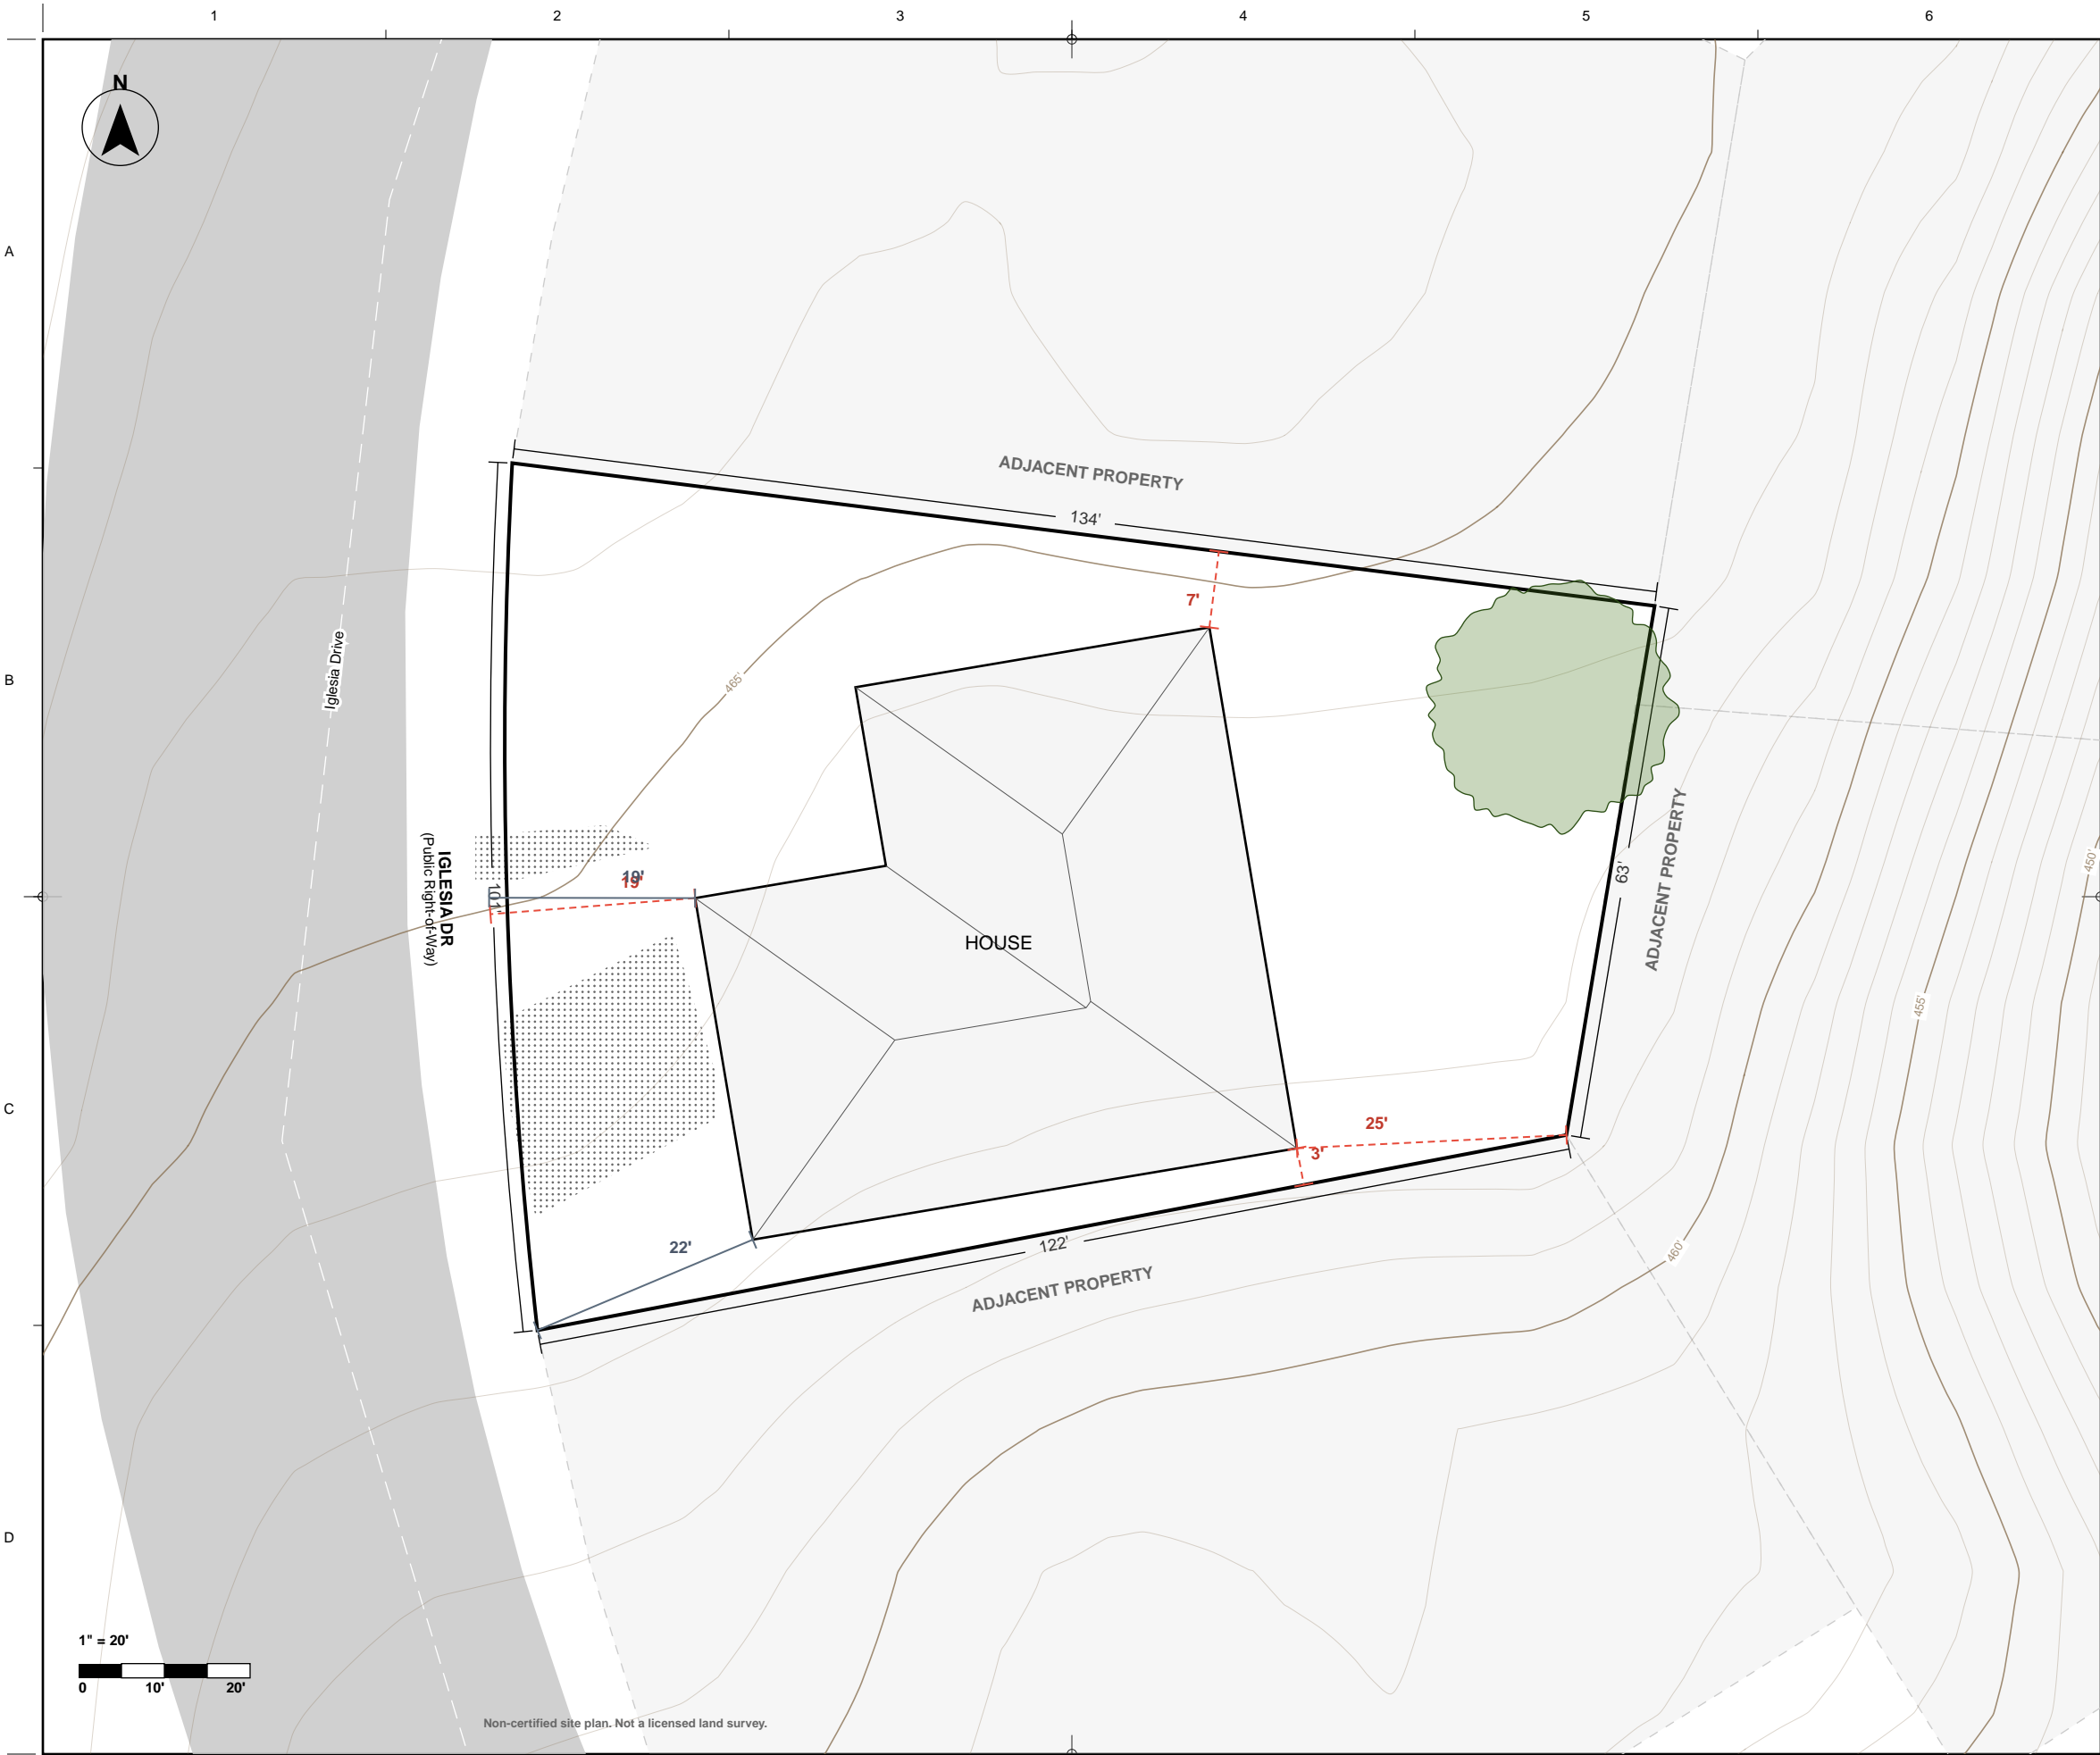 1 2 3 4 5 6
N
A
ADJACENT PROPERTY
134'
7'
Iglesia Drive
B
465'
IGLESIA DR
(Public Right-of-Way)
101'
19'
19'
HOUSE
63'
ADJACENT PROPERTY
450'
455'
C
25'
3'
22'
122'
460'
ADJACENT PROPERTY
D
1" = 20'
0 10' 20'
Non-certified site plan. Not a licensed land survey.